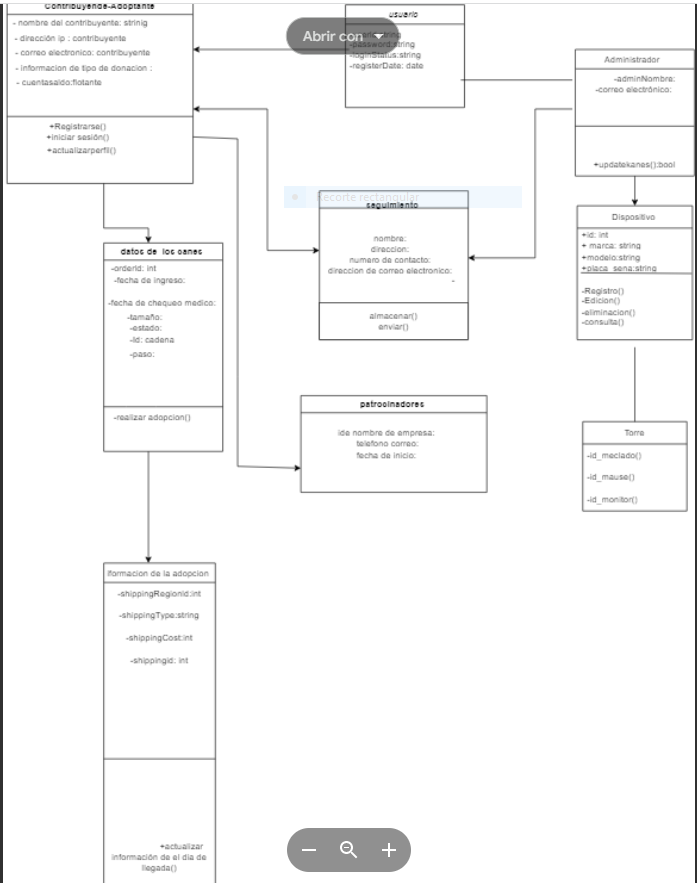 Contribuyende-Adoptante
- nombre del contribuyente: strinig
- dirección ip : contribuyente
- correo electronico: contribuyente
- informacion de tipo de donacion :
- cuentasaldo:flotante
+Registrarse()
+iniciar sesión()
+actualizarperfil()
usuario
Abrir con
-password:string
-loginStatus:string
-registerDate: date
Administrador
-adminNombre:
-correo electrónico:
+updatekanes():bool
Recorte rectangular
seguimiento
nombre:
direccion:
numero de contacto:
direccion de correo electronico:
-
almacenar()
enviar()
Dispositivo
+id: int
+ marca: string
+modelo:string
+placa_sena:string
-Registro()
-Edicion()
-eliminacion()
-consulta()
datos de los canes
-orderId: int
-fecha de ingreso:
-fecha de chequeo medico:
-tamaño:
-estado:
-Id: cadena
-paso:
-realizar adopcion()
patrocinadores
ide nombre de empresa:
telefono correo:
fecha de inicio:
Torre
-id_meclado()
-id_mause()
-id_monitor()
Iformacion de la adopcion
-shippingRegionId:int
-shippingType:string
-shippingCost:int
-shippingid: int
+actualizar
información de el dia de
llegada()